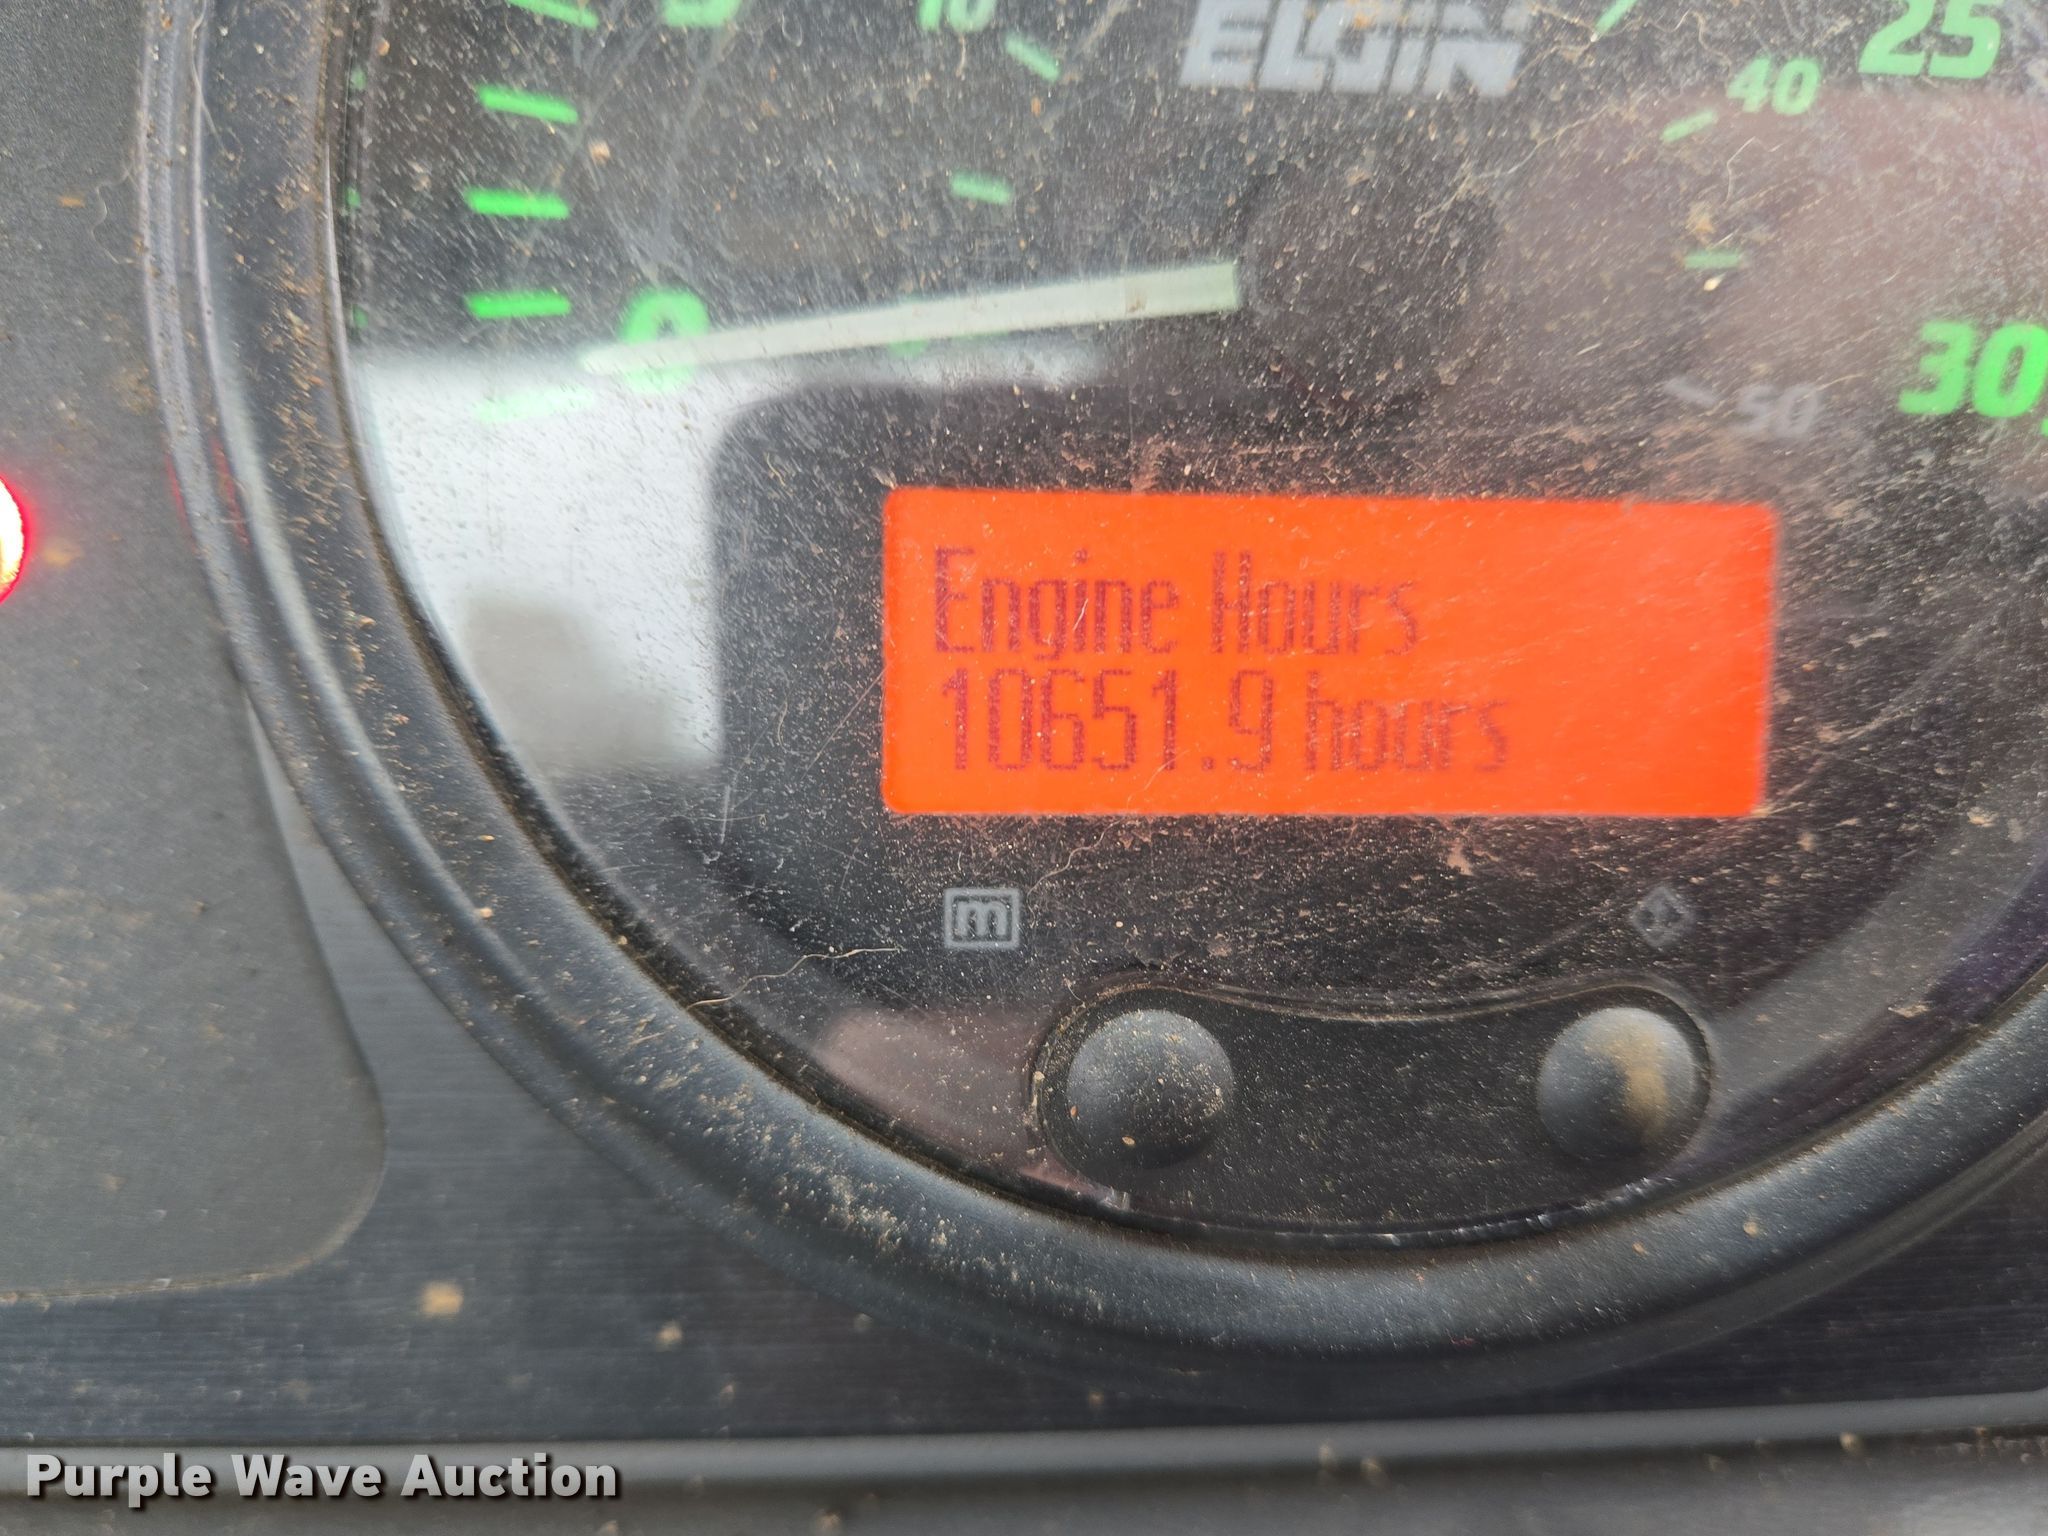 10
ELGIN
40
25
0
30
50
Engine Hours
10651.9 hours
m
Purple Wave Auction